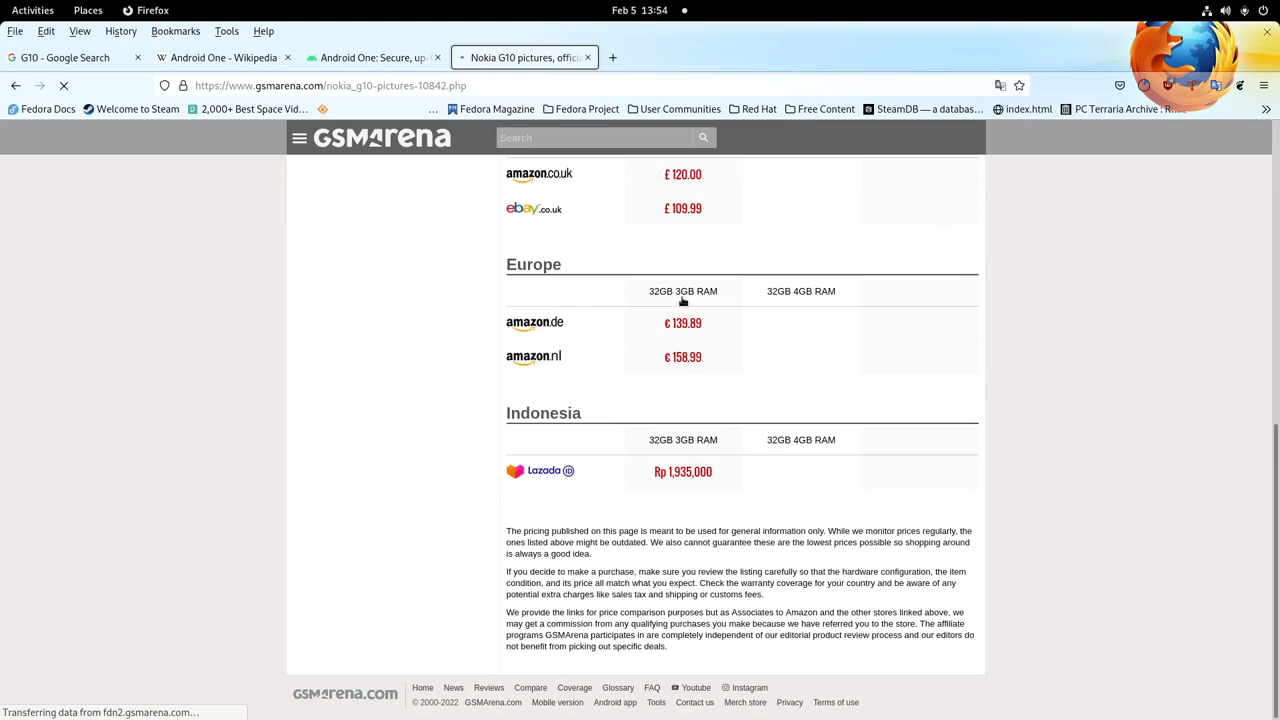 Activities Places Firefox Feb 5 13:54
File Edit View History Bookmarks Tools Help
G10 - Google Search Android One - Wikipedia Android One: Secure, up-t Nokia G10 pictures, offici
https://www.gsmarena.com/nokia_g10-pictures-10842.php
Fedora Docs Welcome to Steam 2,000+ Best Space Vid… … Fedora Magazine Fedora Project User Communities Red Hat Free Content SteamDB — a databas… index.html PC Terraria Archive : R…
GSMArena Search
amazon.co.uk £ 120.00
ebay.co.uk £ 109.99
Europe
32GB 3GB RAM 32GB 4GB RAM
amazon.de € 139.89
amazon.nl € 158.99
Indonesia
32GB 3GB RAM 32GB 4GB RAM
Lazada ID Rp 1,935,000
The pricing published on this page is meant to be used for general information only. While we monitor prices regularly, the
ones listed above might be outdated. We also cannot guarantee these are the lowest prices possible so shopping around
is always a good idea.
If you decide to make a purchase, make sure you review the listing carefully so that the hardware configuration, the item
condition, and its price all match what you expect. Check the warranty coverage for your country and be aware of any
potential extra charges like sales tax and shipping or customs fees.
We provide the links for price comparison purposes but as Associates to Amazon and the other stores linked above, we
may get a commission from any qualifying purchases you make because we have referred you to the store. The affiliate
programs GSMArena participates in are completely independent of our editorial product review process and our editors do
not benefit from picking out specific deals.
GSMArena.com Home News Reviews Compare Coverage Glossary FAQ Youtube Instagram
© 2000-2022 GSMArena.com Mobile version Android app Tools Contact us Merch store Privacy Terms of use
Transferring data from fdn2.gsmarena.com…